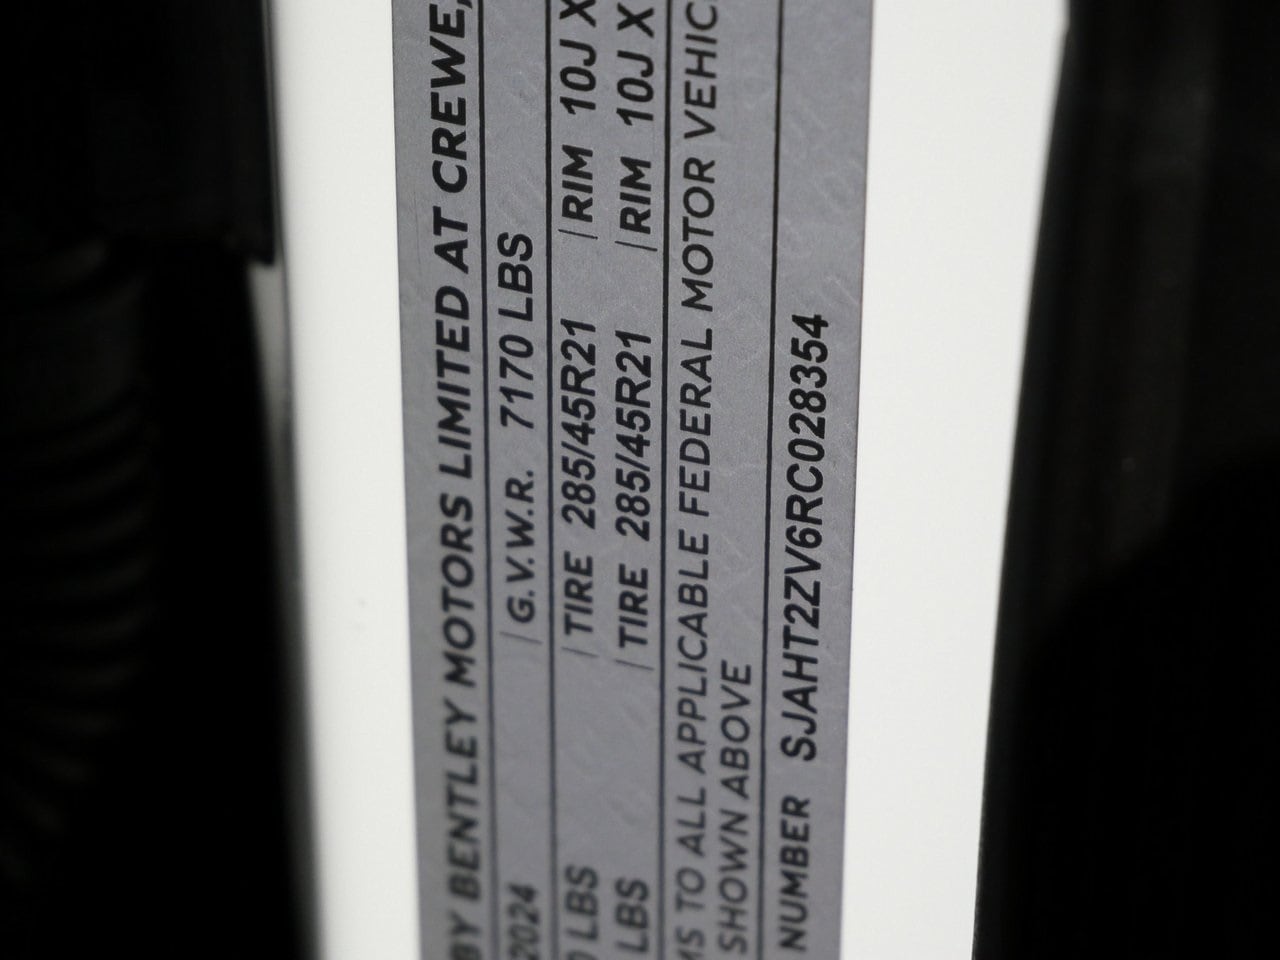 BY BENTLEY MOTORS LIMITED AT CREWE,
2024 | G.V.W.R. 7170 LBS
LBS | TIRE 285/45R21 | RIM 10J X
LBS | TIRE 285/45R21 | RIM 10J X
MS TO ALL APPLICABLE FEDERAL MOTOR VEHIC
SHOWN ABOVE
NUMBER SJAHT2ZV6RC028354